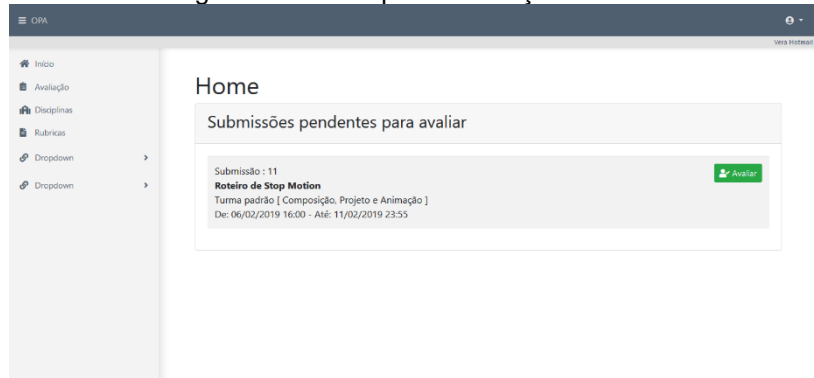 OPA
Vera Hotmail
Início
Avaliação
Disciplinas
Rubricas
Dropdown
Dropdown
Home
Submissões pendentes para avaliar
Submissão : 11
Avaliar
Roteiro de Stop Motion
Turma padrão [ Composição, Projeto e Animação ]
De: 06/02/2019 16:00 - Até: 11/02/2019 23:55